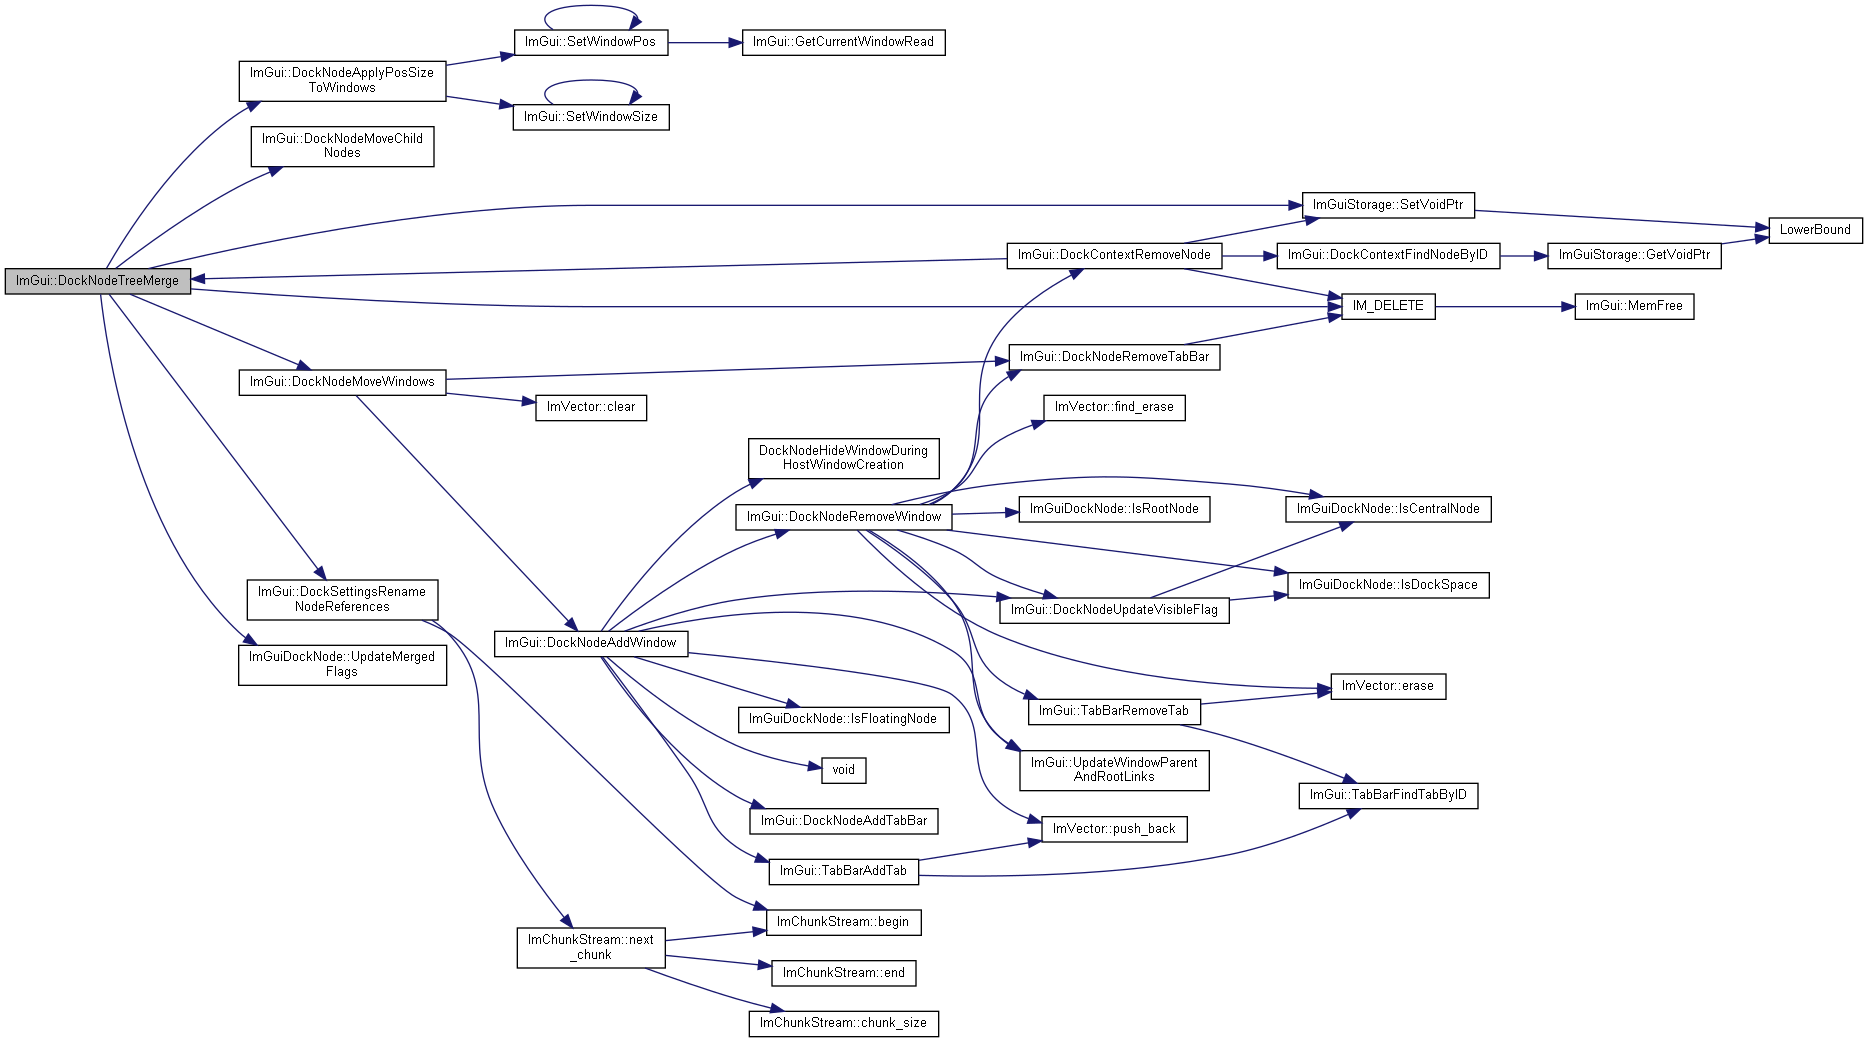 ImGui::SetWindowPos
ImGui::GetCurrentWindowRead
ImGui::DockNodeApplyPosSize
ToWindows
ImGui::SetWindowSize
ImGui::DockNodeMoveChild
Nodes
ImGuiStorage::SetVoidPtr
LowerBound
ImGui::DockContextRemoveNode
ImGui::DockContextFindNodeByID
ImGuiStorage::GetVoidPtr
ImGui::DockNodeTreeMerge
IM_DELETE
ImGui::MemFree
ImGui::DockNodeRemoveTabBar
ImGui::DockNodeMoveWindows
ImVector::clear
ImVector::find_erase
DockNodeHideWindowDuring
HostWindowCreation
ImGui::DockNodeRemoveWindow
ImGuiDockNode::IsRootNode
ImGuiDockNode::IsCentralNode
ImGuiDockNode::IsDockSpace
ImGui::DockSettingsRename
NodeReferences
ImGui::DockNodeUpdateVisibleFlag
ImGui::DockNodeAddWindow
ImGuiDockNode::UpdateMerged
Flags
ImVector::erase
ImGui::TabBarRemoveTab
ImGuiDockNode::IsFloatingNode
ImGui::UpdateWindowParent
AndRootLinks
void
ImGui::TabBarFindTabByID
ImGui::DockNodeAddTabBar
ImVector::push_back
ImGui::TabBarAddTab
ImChunkStream::begin
ImChunkStream::next
_chunk
ImChunkStream::end
ImChunkStream::chunk_size